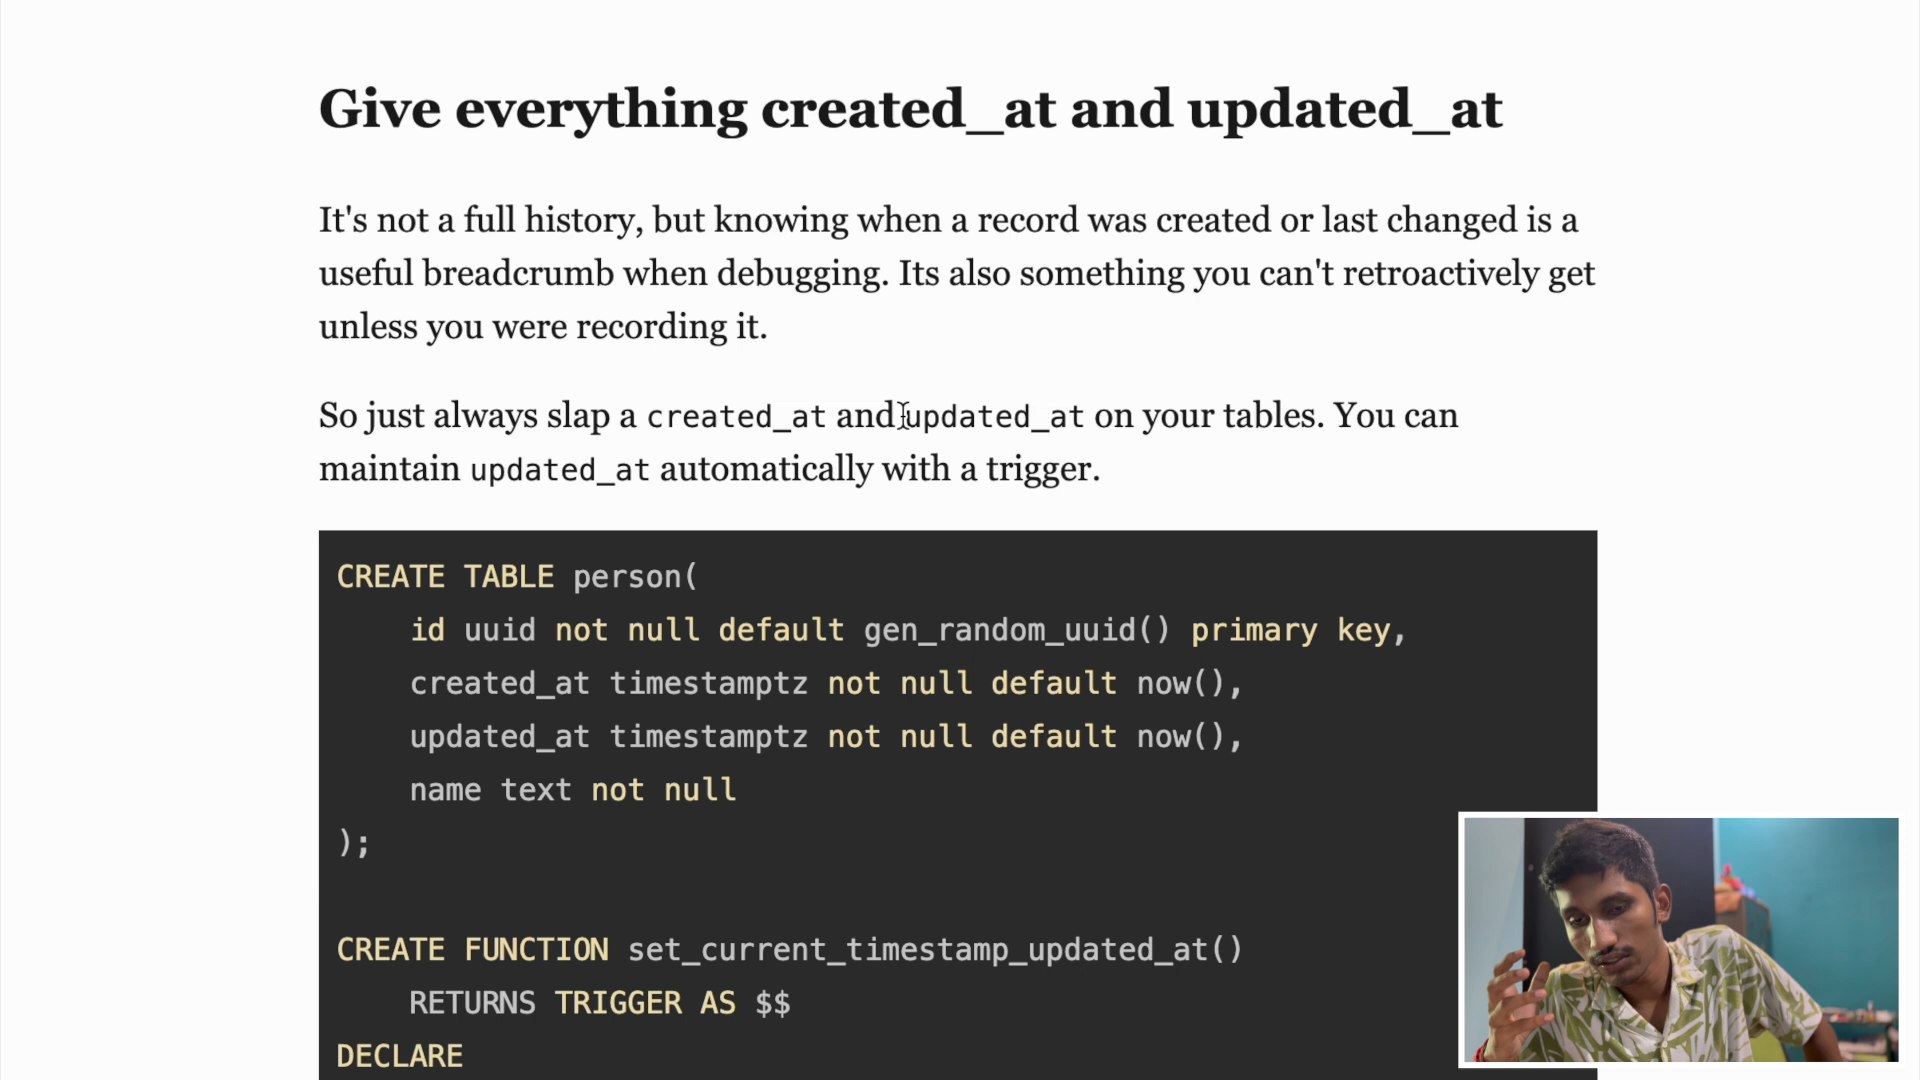 Give everything created_at and updated_at
It's not a full history, but knowing when a record was created or last changed is a
useful breadcrumb when debugging. Its also something you can't retroactively get
unless you were recording it.
So just always slap a created_at and updated_at on your tables. You can
maintain updated_at automatically with a trigger.
CREATE TABLE person(
    id uuid not null default gen_random_uuid() primary key,
    created_at timestamptz not null default now(),
    updated_at timestamptz not null default now(),
    name text not null
);
CREATE FUNCTION set_current_timestamp_updated_at()
    RETURNS TRIGGER AS $$
DECLARE